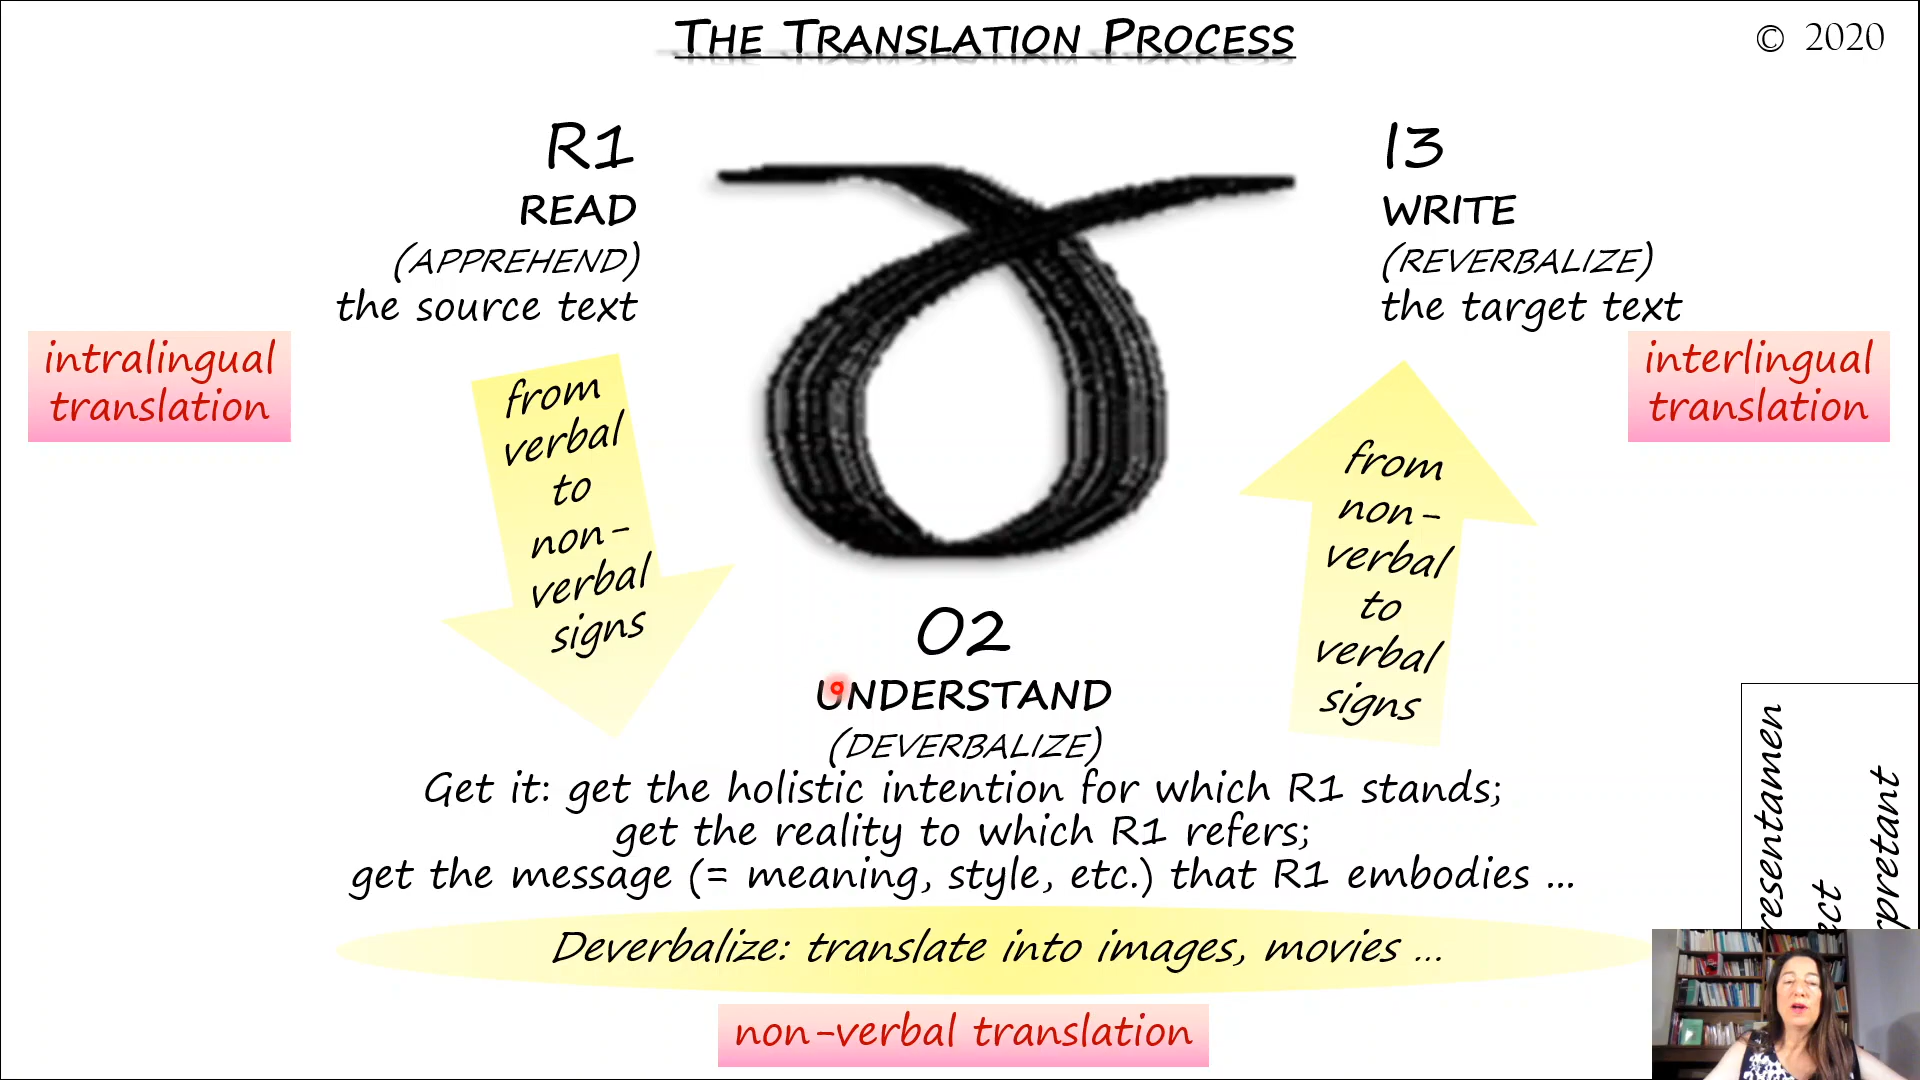 THE TRANSLATION PROCESS
© 2020
R1
READ
(APPREHEND)
the source text
I3
WRITE
(REVERBALIZE)
the target text
intralingual
translation
interlingual
translation
from
verbal
to
non-
verbal
signs
from
non-
verbal
to
verbal
signs
O2
UNDERSTAND
(DEVERBALIZE)
Get it: get the holistic intention for which R1 stands;
get the reality to which R1 refers;
get the message (= meaning, style, etc.) that R1 embodies ...
Deverbalize: translate into images, movies ...
non-verbal translation